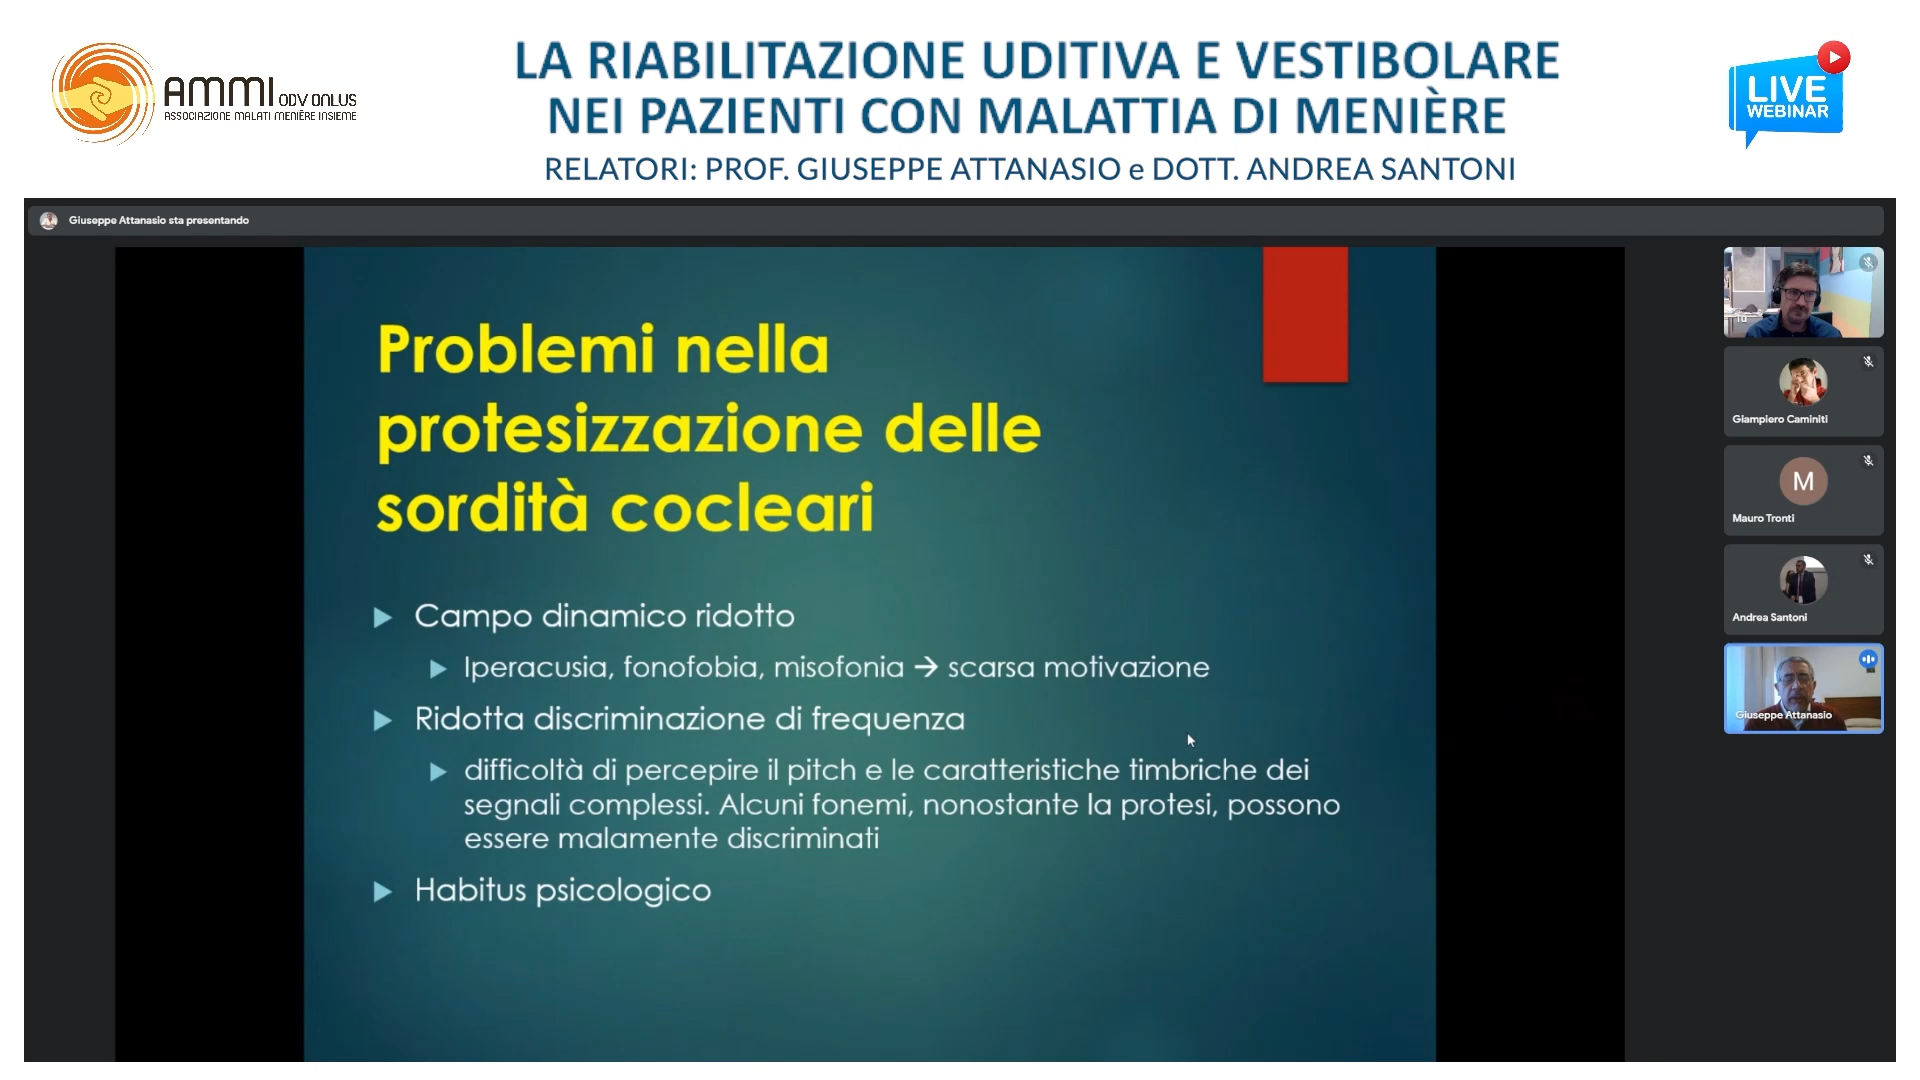 AMMI ODV ONLUS
ASSOCIAZIONE MALATI MENIÈRE INSIEME
LA RIABILITAZIONE UDITIVA E VESTIBOLARE
NEI PAZIENTI CON MALATTIA DI MENIÈRE
RELATORI: PROF. GIUSEPPE ATTANASIO e DOTT. ANDREA SANTONI
LIVE
WEBINAR
Giuseppe Attanasio sta presentando
Problemi nella
protesizzazione delle
sordità cocleari
Campo dinamico ridotto
Iperacusia, fonofobia, misofonia → scarsa motivazione
Ridotta discriminazione di frequenza
difficoltà di percepire il pitch e le caratteristiche timbriche dei
segnali complessi. Alcuni fonemi, nonostante la protesi, possono
essere malamente discriminati
Habitus psicologico
Tu
Giampiero Caminiti
M
Mauro Tronti
Andrea Santoni
Giuseppe Attanasio